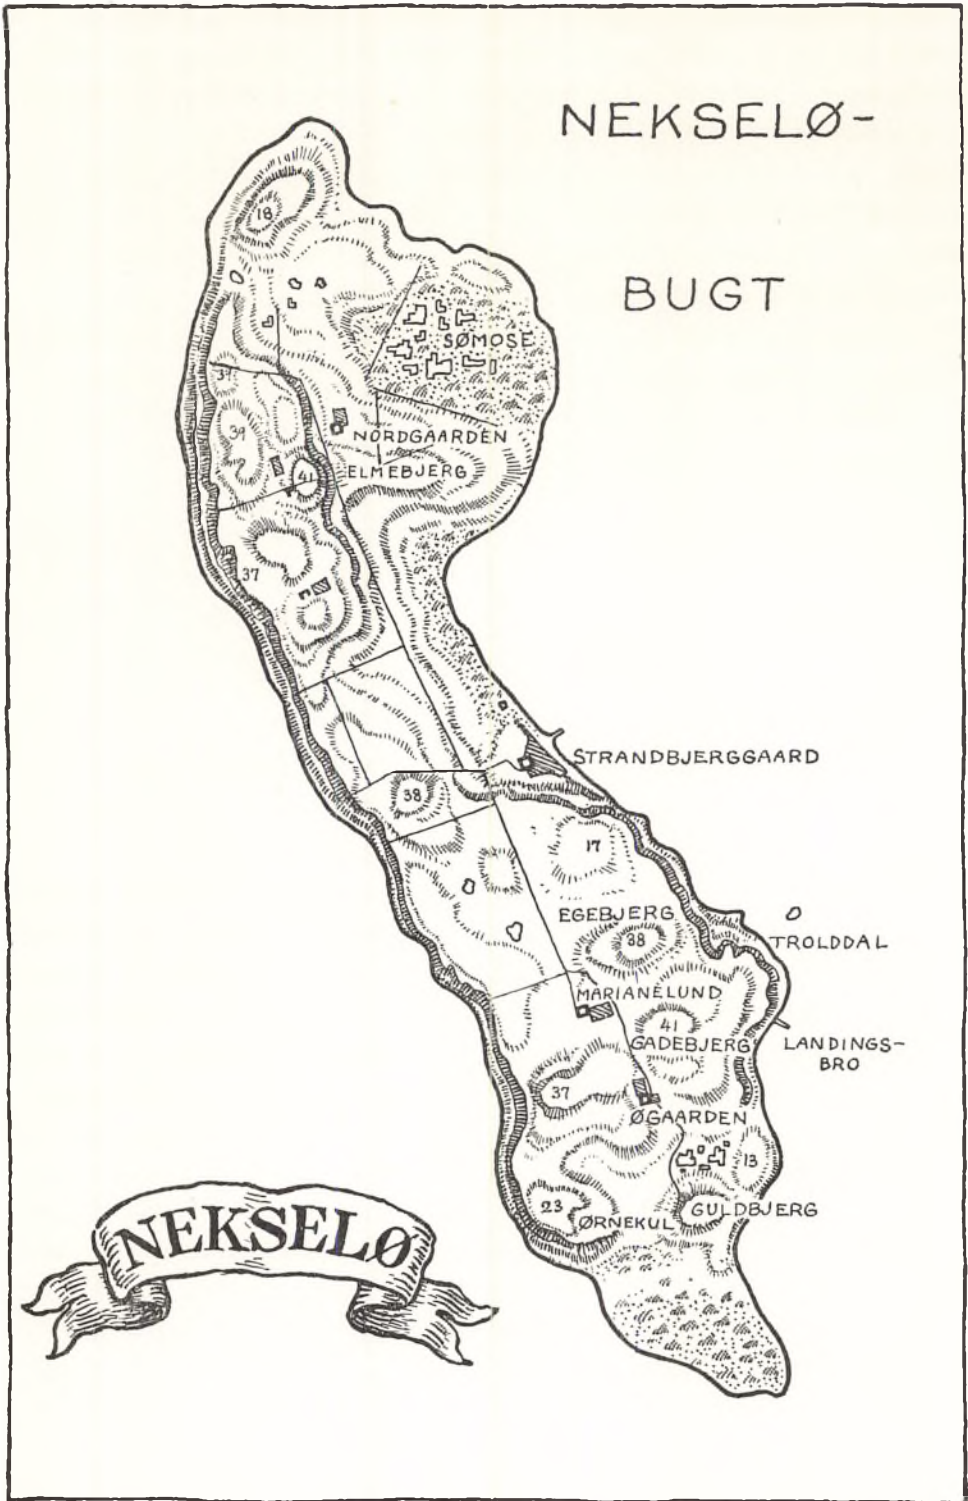 NEKSELØ-
BUGT
18
SØMOSE
39
39
NORDGAARDEN
41
ELMEBJERG
37
STRANDBJERGGAARD
38
17
EGEBJERG
38
TROLDDAL
MARIANELUND
41
GADEBJERG
LANDINGS-
BRO
37
ØGAARDEN
13
23
ØRNEKUL
GULDBJERG
NEKSELØ